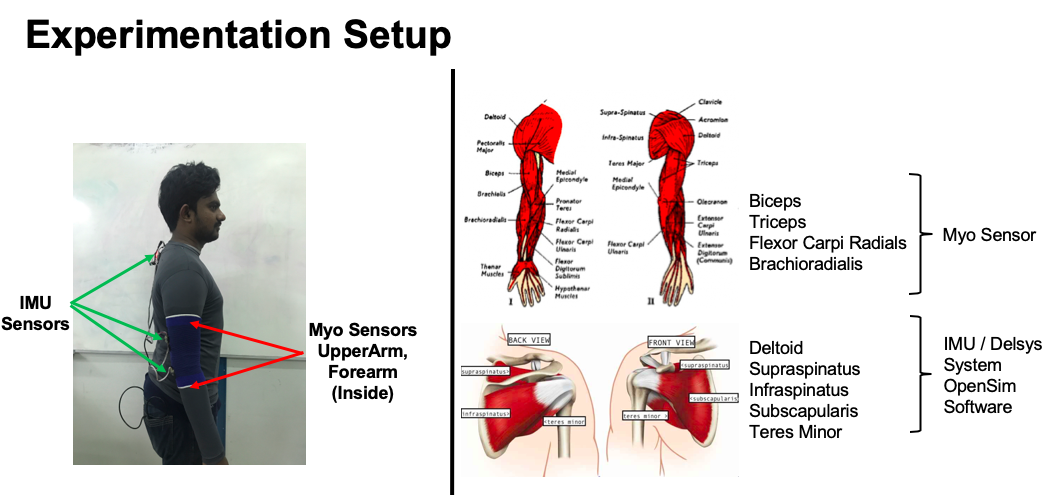 Experimentation Setup
IMU
Sensors
Myo Sensors
UpperArm,
Forearm
(Inside)
Deltoid
Pectoralis
Major
Biceps
Brachialis
Brachioradialis
Thenar
Muscles
I
Medial
Epicondyle
Pronator
Teres
Flexor Carpi
Radialis
Flexor Carpi
Ulnaris
Flexor
Digitorum
Sublimis
Hypothenar
Muscles
Supra-Spinatus
Infra-Spinatus
Teres Major
Medial
Epicondyle
Flexor Carpi
Ulnaris
II
Clavicle
Acromion
Deltoid
Triceps
Olecranon
Extensor
Carpi
Ulnaris
Extensor
Digitorum
(Communis)
Biceps
Triceps
Flexor Carpi Radials
Brachioradialis
Myo Sensor
BACK VIEW
supraspinatus>
infraspinatus>
<teres minor
FRONT VIEW
<supraspinatus
<subscapularis
teres minor >
Deltoid
Supraspinatus
Infraspinatus
Subscapularis
Teres Minor
IMU / Delsys
System
OpenSim
Software